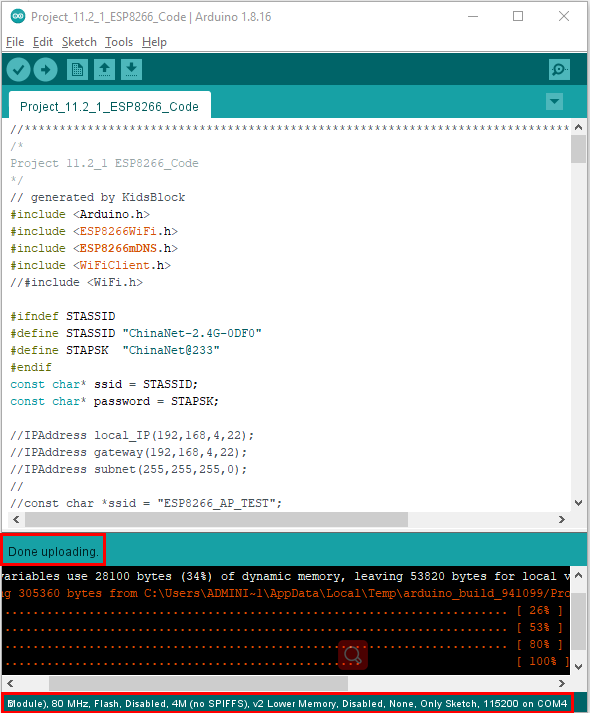 Project_11.2_1_ESP8266_Code | Arduino 1.8.16
File Edit Sketch Tools Help
Project_11.2_1_ESP8266_Code
//******************************************************************************
/*
Project 11.2_1 ESP8266_Code
*/
// generated by KidsBlock
#include <Arduino.h>
#include <ESP8266WiFi.h>
#include <ESP8266mDNS.h>
#include <WiFiClient.h>
//#include <WiFi.h>
#ifndef STASSID
#define STASSID "ChinaNet-2.4G-0DF0"
#define STAPSK  "ChinaNet@233"
#endif
const char* ssid = STASSID;
const char* password = STAPSK;
//IPAddress local_IP(192,168,4,22);
//IPAddress gateway(192,168,4,22);
//IPAddress subnet(255,255,255,0);
//
//const char *ssid = "ESP8266_AP_TEST";
Done uploading.
variables use 28100 bytes (34%) of dynamic memory, leaving 53820 bytes for local v
ng 305360 bytes from C:\Users\ADMINI~1\AppData\Local\Temp\arduino_build_941099/Pro
................................................................................ [ 26% ]
................................................................................ [ 53% ]
................................................................................ [ 80% ]
.......................................................... [ 100% ]
Module), 80 MHz, Flash, Disabled, 4M (no SPIFFS), v2 Lower Memory, Disabled, None, Only Sketch, 115200 on COM4